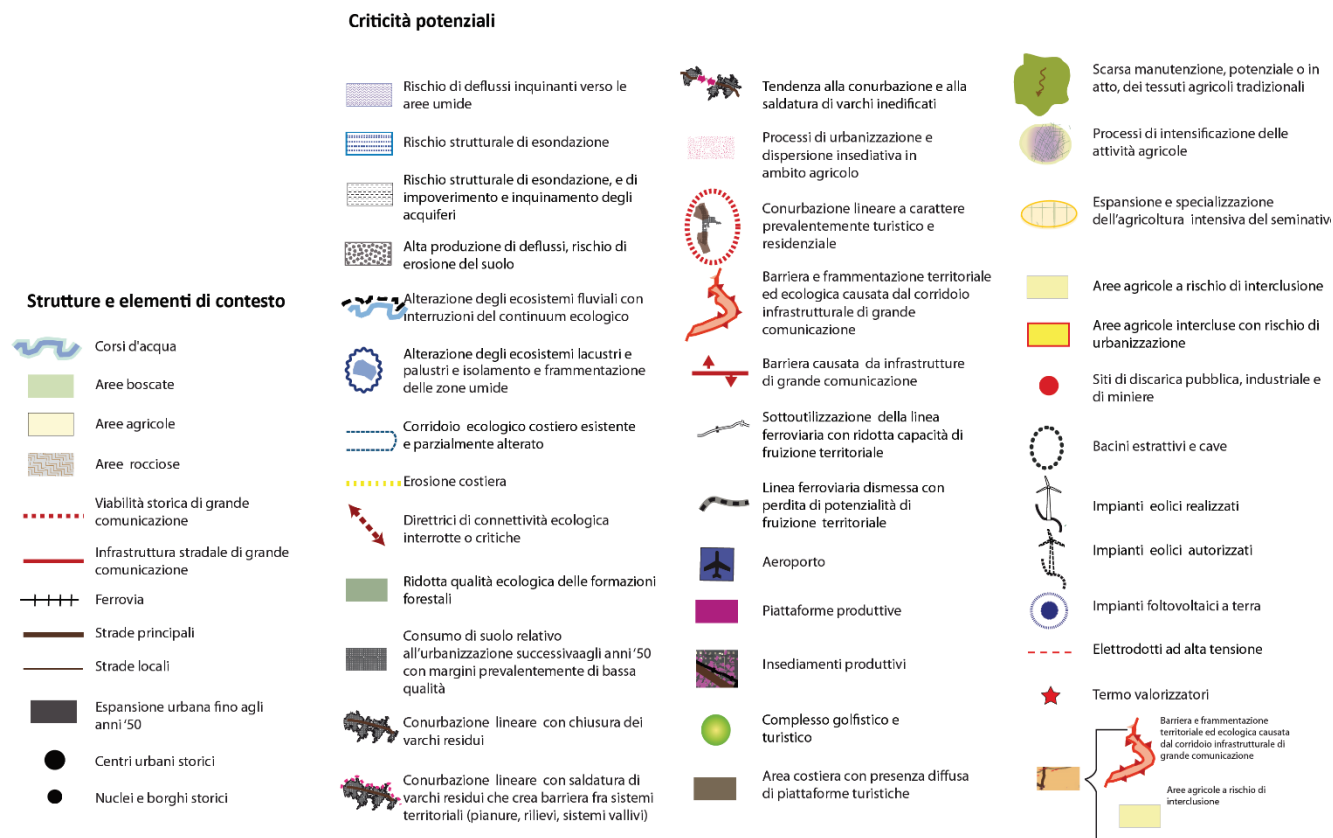 Criticità potenziali
Strutture e elementi di contesto
Corsi d'acqua
Aree boscate
Aree agricole
Aree rocciose
Viabilità storica di grande
comunicazione
Infrastruttura stradale di grande
comunicazione
Ferrovia
Strade principali
Strade locali
Espansione urbana fino agli
anni '50
Centri urbani storici
Nuclei e borghi storici
Rischio di deflussi inquinanti verso le
aree umide
Rischio strutturale di esondazione
Rischio strutturale di esondazione, e di
impoverimento e inquinamento degli
acquiferi
Alta produzione di deflussi, rischio di
erosione del suolo
Alterazione degli ecosistemi fluviali con
interruzioni del continuum ecologico
Alterazione degli ecosistemi lacustri e
palustri e isolamento e frammentazione
delle zone umide
Corridoio ecologico costiero esistente
e parzialmente alterato
Erosione costiera
Direttrici di connettività ecologica
interrotte o critiche
Ridotta qualità ecologica delle formazioni
forestali
Consumo di suolo relativo
all'urbanizzazione successivaagli anni '50
con margini prevalentemente di bassa
qualità
Conurbazione lineare con chiusura dei
varchi residui
Conurbazione lineare con saldatura di
varchi residui che crea barriera fra sistemi
territoriali (pianure, rilievi, sistemi vallivi)
Tendenza alla conurbazione e alla
saldatura di varchi inedificati
Processi di urbanizzazione e
dispersione insediativa in
ambito agricolo
Conurbazione lineare a carattere
prevalentemente turistico e
residenziale
Barriera e frammentazione territoriale
ed ecologica causata dal corridoio
infrastrutturale di grande
comunicazione
Barriera causata da infrastrutture
di grande comunicazione
Sottoutilizzazione della linea
ferroviaria con ridotta capacità di
fruizione territoriale
Linea ferroviaria dismessa con
perdita di potenzialità di
fruizione territoriale
Aeroporto
Piattaforme produttive
Insediamenti produttivi
Complesso golfistico e
turistico
Area costiera con presenza diffusa
di piattaforme turistiche
Scarsa manutenzione, potenziale o in
atto, dei tessuti agricoli tradizionali
Processi di intensificazione delle
attività agricole
Espansione e specializzazione
dell'agricoltura intensiva del seminativo
Aree agricole a rischio di interclusione
Aree agricole intercluse con rischio di
urbanizzazione
Siti di discarica pubblica, industriale e
di miniere
Bacini estrattivi e cave
Impianti eolici realizzati
Impianti eolici autorizzati
Impianti foltovoltaici a terra
Elettrodotti ad alta tensione
Termo valorizzatori
Barriera e frammentazione
territoriale ed ecologica causata
dal corridoio infrastrutturale di
grande comunicazione
Aree agricole a rischio di
interclusione